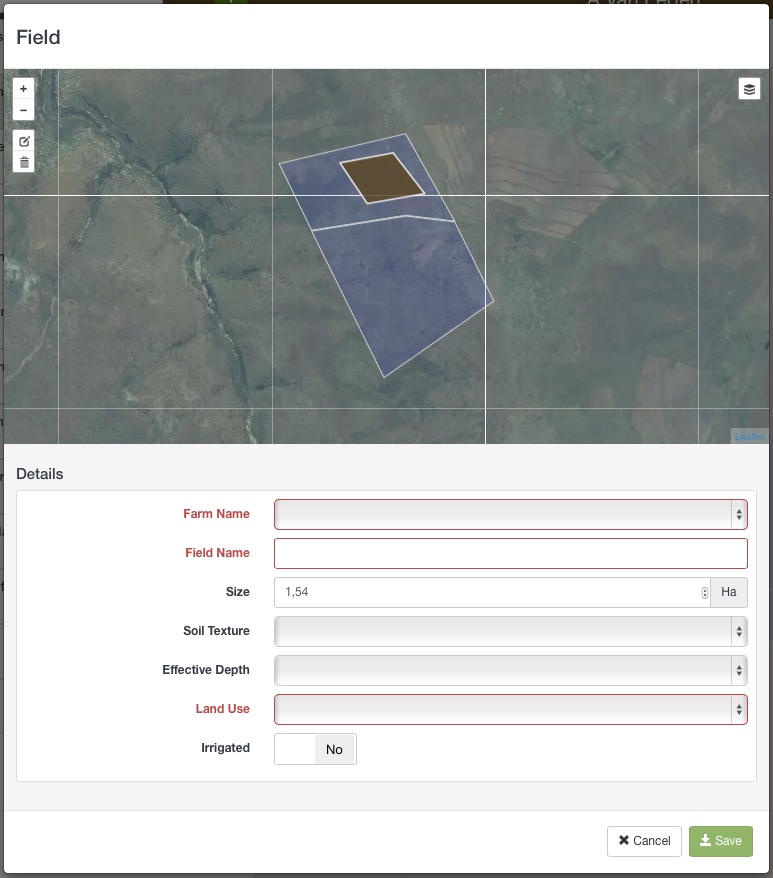 Field
+
−
Leaflet
Details
Farm Name
Field Name
Size 1,54 Ha
Soil Texture
Effective Depth
Land Use
Irrigated No
Cancel Save